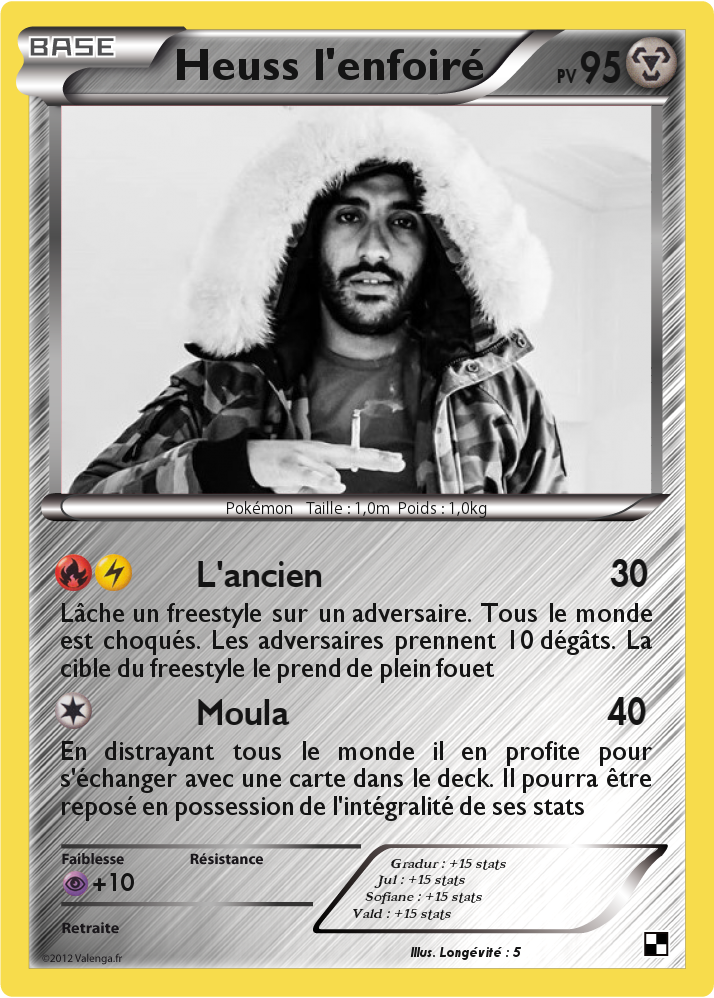 BASE
Heuss l'enfoiré
PV 95
Pokémon Taille : 1,0m Poids : 1,0kg
L'ancien 30
Lâche un freestyle sur un adversaire. Tous le monde
est choqués. Les adversaires prennent 10 dégâts. La
cible du freestyle le prend de plein fouet
Moula 40
En distrayant tous le monde il en profite pour
s'échanger avec une carte dans le deck. Il pourra être
reposé en possession de l'intégralité de ses stats
Faiblesse Résistance
+10
Retraite
Gradur : +15 stats
Jul : +15 stats
Sofiane : +15 stats
Vald : +15 stats
Illus. Longévité : 5
©2012 Valenga.fr